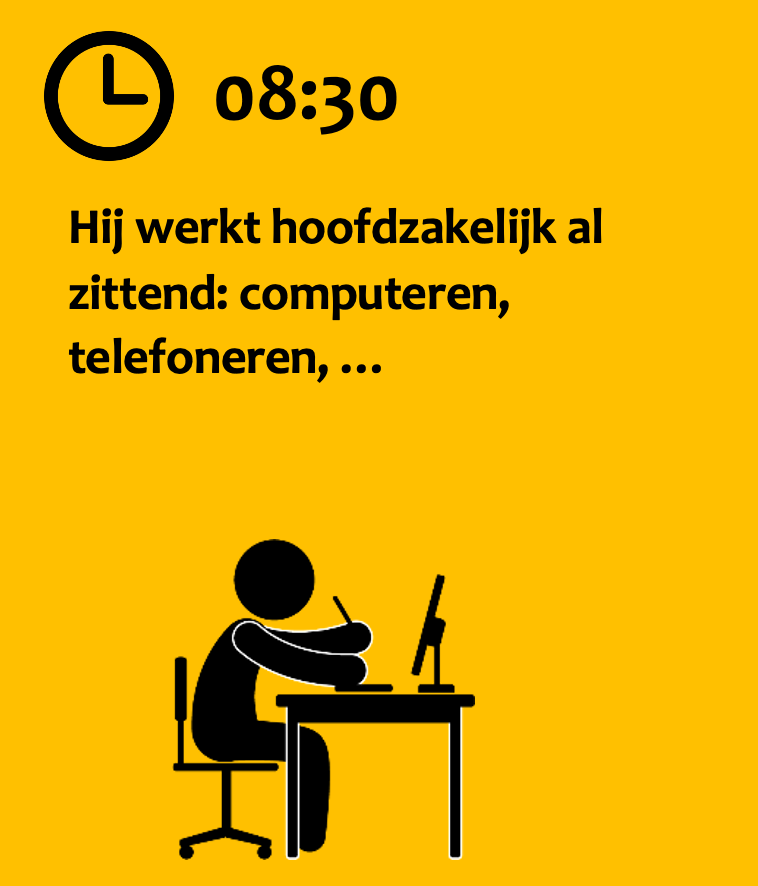 08:30
Hij werkt hoofdzakelijk al
zittend: computeren,
telefoneren, ...